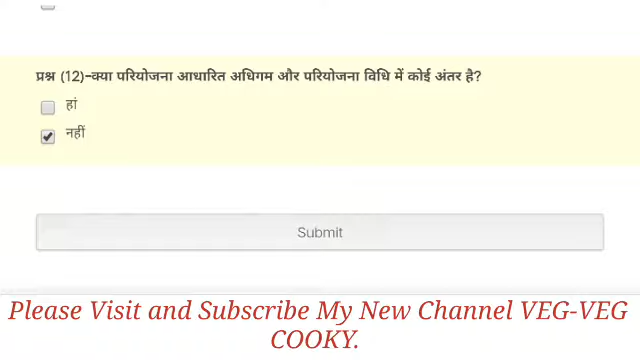 प्रश्न (12)-क्या परियोजना आधारित अधिगम और परियोजना विधि में कोई अंतर है?
हां
नहीं
Submit
Please Visit and Subscribe My New Channel VEG-VEG
COOKY.